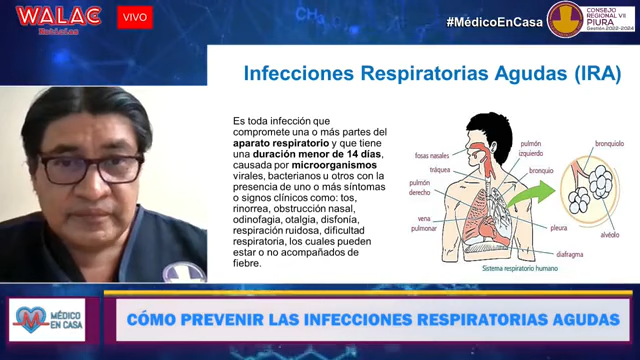 WALAC
Noticias
VIVO
#MédicoEnCasa
CONSEJO
REGIONAL VII
PIURA
Gestión 2022-2024
Infecciones Respiratorias Agudas (IRA)
Es toda infección que
compromete una o más partes del
aparato respiratorio y que tiene
una duración menor de 14 días,
causada por microorganismos
virales, bacterianos u otros con la
presencia de uno o más síntomas
o signos clínicos como: tos,
rinorrea, obstrucción nasal,
odinofagia, otalgia, disfonía,
respiración ruidosa, dificultad
respiratoria, los cuales pueden
estar o no acompañados de
fiebre.
fosas nasales
tráquea
pulmón
derecho
vena
pulmonar
pulmón
izquierdo
bronquio
bronquiolo
alvéolo
pleura
diafragma
Sistema respiratorio humano
MÉDICO
EN CASA
CÓMO PREVENIR LAS INFECCIONES RESPIRATORIAS AGUDAS